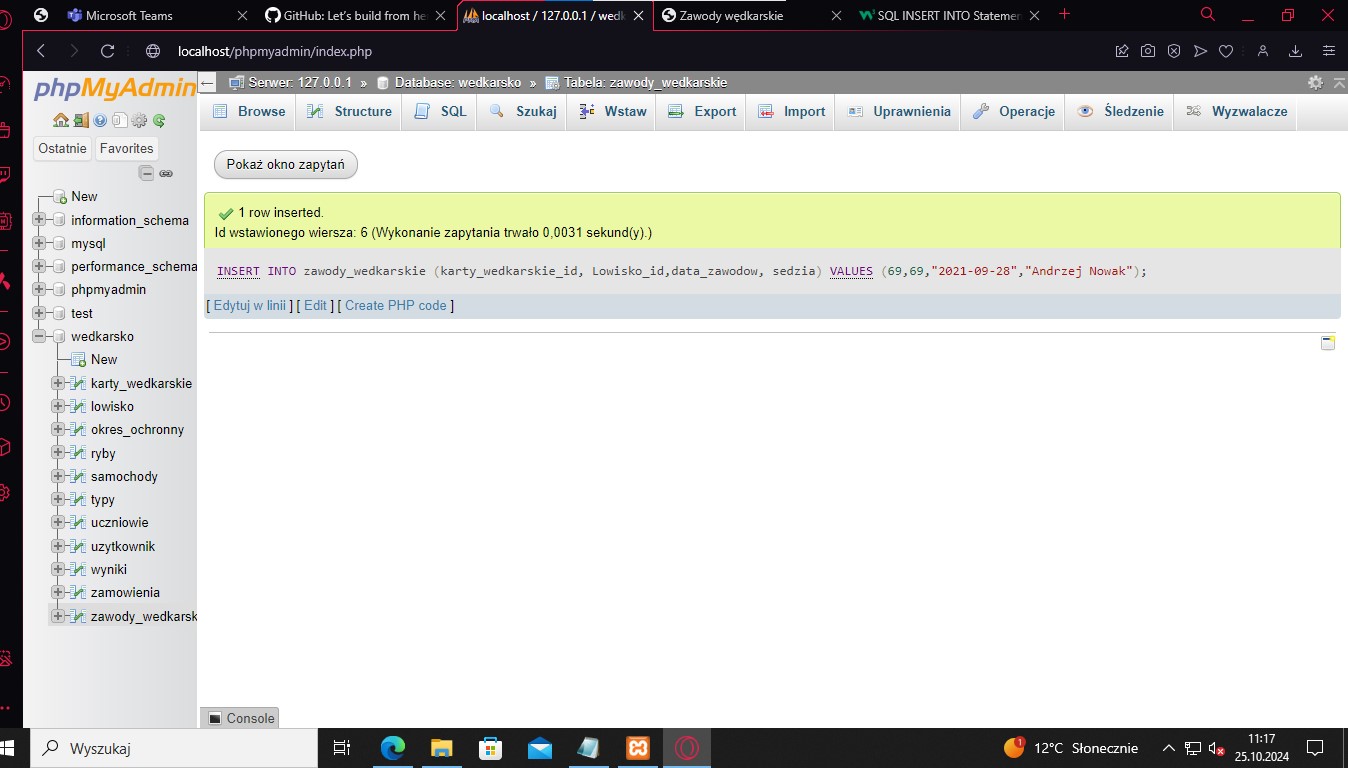 Microsoft Teams
GitHub: Let's build from he
localhost / 127.0.0.1 / wedk
Zawody wędkarskie
SQL INSERT INTO Statemen
localhost/phpmyadmin/index.php
phpMyAdmin
Serwer: 127.0.0.1 » Database: wedkarsko » Tabela: zawody_wedkarskie
Browse Structure SQL Szukaj Wstaw Export Import Uprawnienia Operacje Śledzenie Wyzwalacze
Ostatnie Favorites
New
information_schema
mysql
performance_schema
phpmyadmin
test
wedkarsko
New
karty_wedkarskie
lowisko
okres_ochronny
ryby
samochody
typy
uczniowie
uzytkownik
wyniki
zamowienia
zawody_wedkarsk
Pokaż okno zapytań
1 row inserted.
Id wstawionego wiersza: 6 (Wykonanie zapytania trwało 0,0031 sekund(y).)
INSERT INTO zawody_wedkarskie (karty_wedkarskie_id, Lowisko_id,data_zawodow, sedzia) VALUES (69,69,"2021-09-28","Andrzej Nowak");
[ Edytuj w linii ] [ Edit ] [ Create PHP code ]
Console
Wyszukaj
1
12°C Słonecznie
11:17
25.10.2024